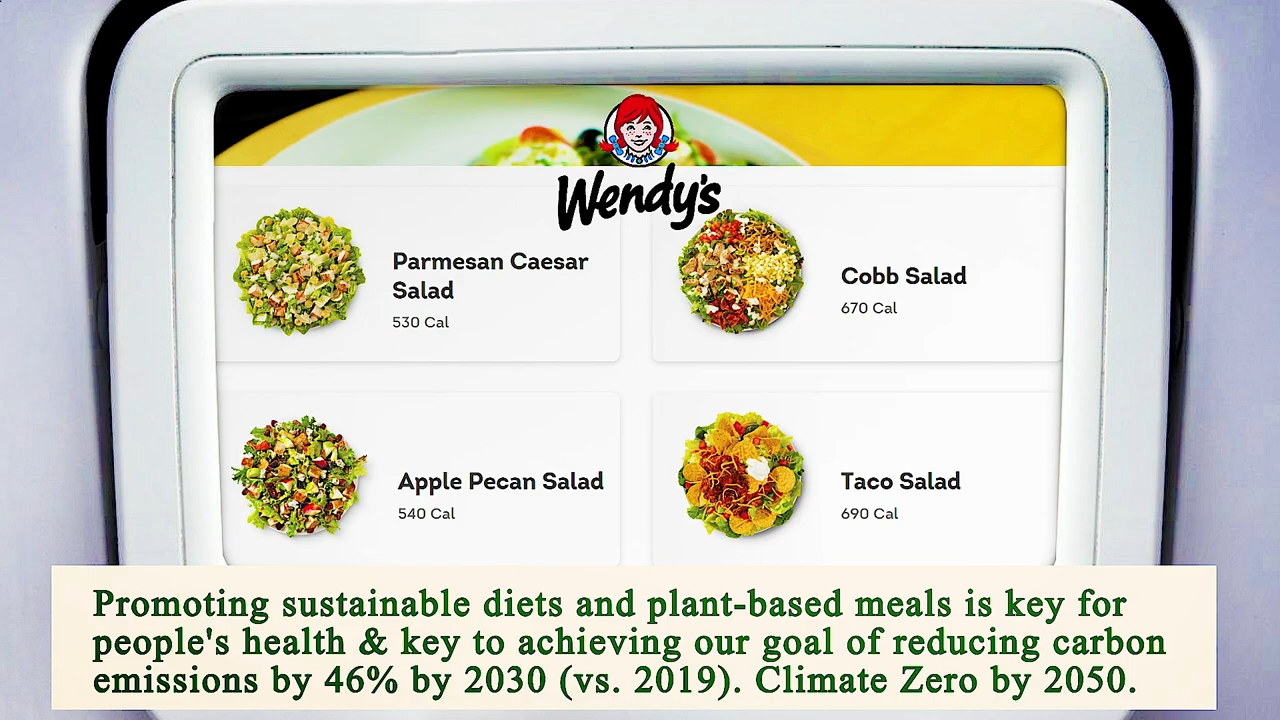 Wendy's
Parmesan Caesar
Salad
530 Cal
Cobb Salad
670 Cal
Apple Pecan Salad
540 Cal
Taco Salad
690 Cal
Promoting sustainable diets and plant-based meals is key for
people's health & key to achieving our goal of reducing carbon
emissions by 46% by 2030 (vs. 2019). Climate Zero by 2050.